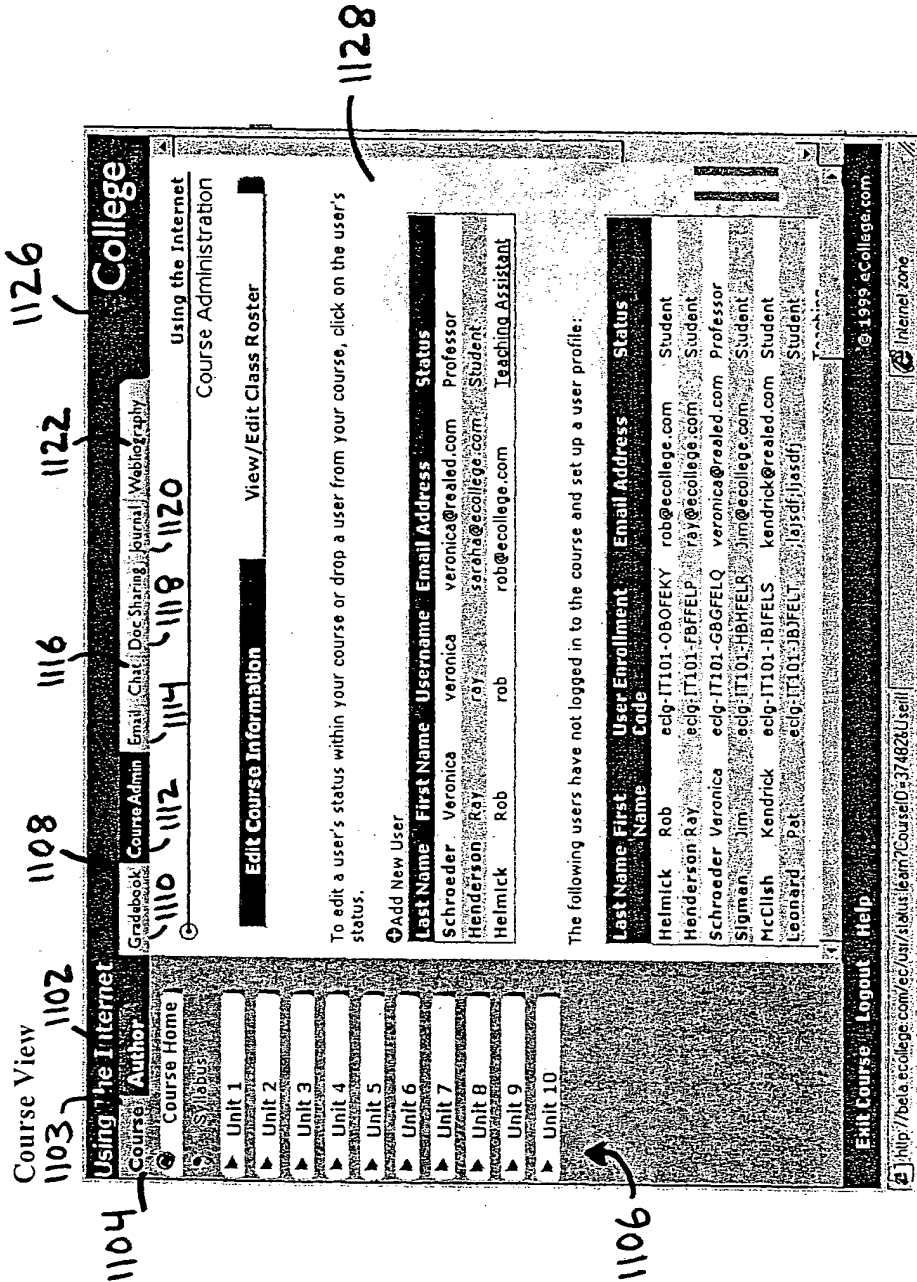 Course View
1103
1102
1108
1116
1122
1126
Using The Internet
College
1104
Course Author
Gradebook Course Admin Email Chat Doc Sharing Journal Webliography
1110
1112
1114
1118
1120
Course Home
Syllabus
Unit 1
Unit 2
Unit 3
Unit 4
Unit 5
Unit 6
Unit 7
Unit 8
Unit 9
Unit 10
1106
Using the Internet
Course Administration
Edit Course Information
View/Edit Class Roster
To edit a user's status within your course or drop a user from your course, click on the user's
status.
1128
Add New User
Last Name First Name Username Email Address Status
Schroeder Veronica veronica veronica@realed.com Professor
Henderson Ray ray saraha@ecollege.com Student
Helmick Rob rob rob@ecollege.com Teaching Assistant
The following users have not logged in to the course and set up a user profile:
Last Name First Name User Enrollment Code Email Address Status
Helmick Rob eclg-IT101-OBOFEKY rob@ecollege.com Student
Henderson Ray eclg-IT101-FBFFELP ray@ecollege.com Student
Schroeder Veronica eclg-IT101-GBGFELQ veronica@realed.com Professor
Sigman Jim eclg-IT101-HBHFELR Jim@ecollege.com Student
McClish Kendrick eclg-IT101-IBIFELS kendrick@realed.com Student
Leonard Pat eclg-IT101-JBJFELT Student
Exit Course Logout Help
@ 1999 eCollege.com
Internet zone